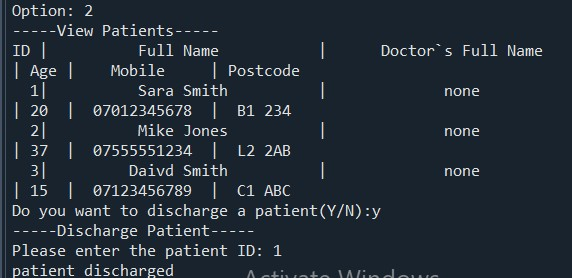 Option: 2
-----View Patients-----
ID |          Full Name           |      Doctor`s Full Name
| Age |    Mobile     | Postcode
  1|          Sara Smith          |             none
| 20  |  07012345678  |  B1 234
  2|          Mike Jones          |             none
| 37  |  07555551234  |  L2 2AB
  3|         Daivd Smith          |             none
| 15  |  07123456789  |  C1 ABC
Do you want to discharge a patient(Y/N):y
-----Discharge Patient-----
Please enter the patient ID: 1
patient discharged
Activate Windows